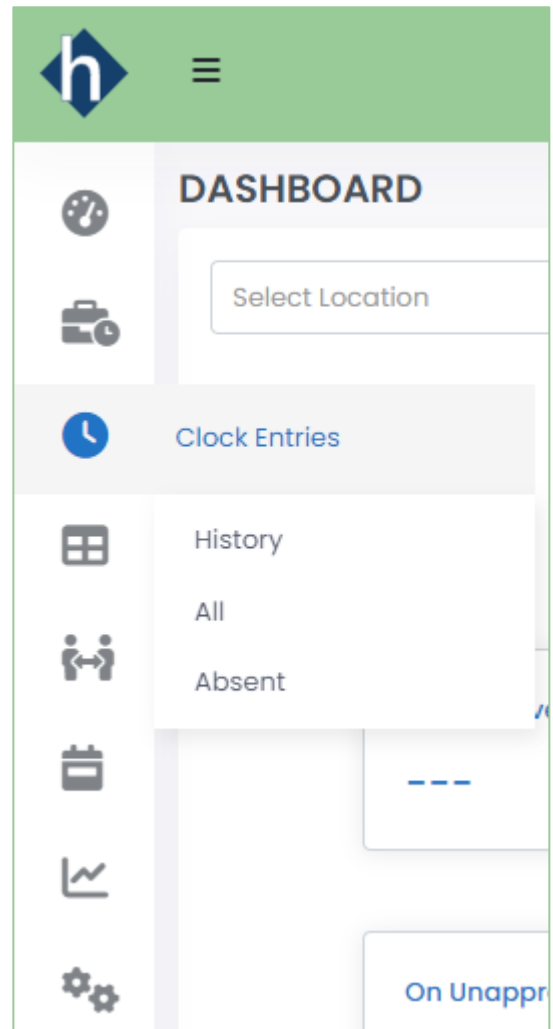 h
DASHBOARD
Select Location
Clock Entries
History
All
Absent
---
On Unappr